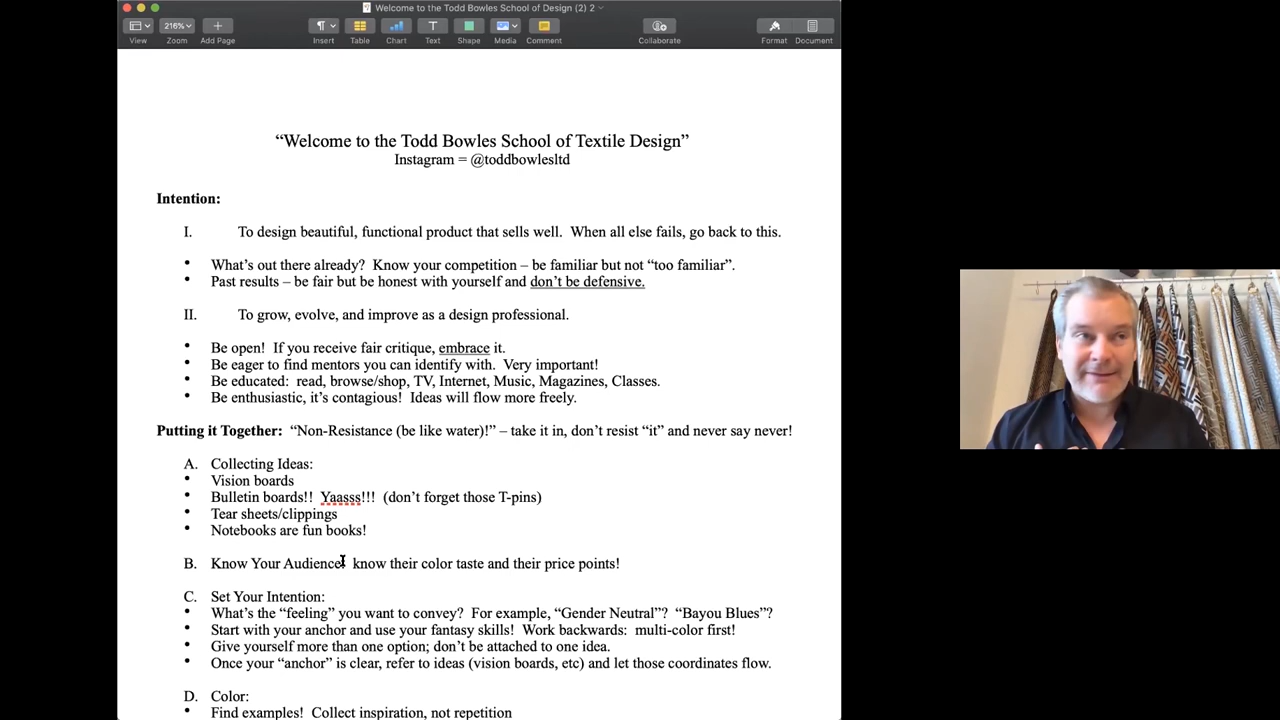 Welcome to the Todd Bowles School of Design (2) 2
View
216%
Zoom
Add Page
Insert
Table
Chart
T
Text
Shape
Media
Comment
Collaborate
Format
Document
“Welcome to the Todd Bowles School of Textile Design”
Instagram = @toddbowlesltd
Intention:
I. To design beautiful, functional product that sells well. When all else fails, go back to this.
• What’s out there already? Know your competition – be familiar but not “too familiar”.
• Past results – be fair but be honest with yourself and don’t be defensive.
II. To grow, evolve, and improve as a design professional.
• Be open! If you receive fair critique, embrace it.
• Be eager to find mentors you can identify with. Very important!
• Be educated: read, browse/shop, TV, Internet, Music, Magazines, Classes.
• Be enthusiastic, it’s contagious! Ideas will flow more freely.
Putting it Together: “Non-Resistance (be like water)!” – take it in, don’t resist “it” and never say never!
A. Collecting Ideas:
• Vision boards
• Bulletin boards!! Yaasss!!! (don’t forget those T-pins)
• Tear sheets/clippings
• Notebooks are fun books!
B. Know Your Audience know their color taste and their price points!
C. Set Your Intention:
• What’s the “feeling” you want to convey? For example, “Gender Neutral”? “Bayou Blues”?
• Start with your anchor and use your fantasy skills! Work backwards: multi-color first!
• Give yourself more than one option; don’t be attached to one idea.
• Once your “anchor” is clear, refer to ideas (vision boards, etc) and let those coordinates flow.
D. Color:
• Find examples! Collect inspiration, not repetition